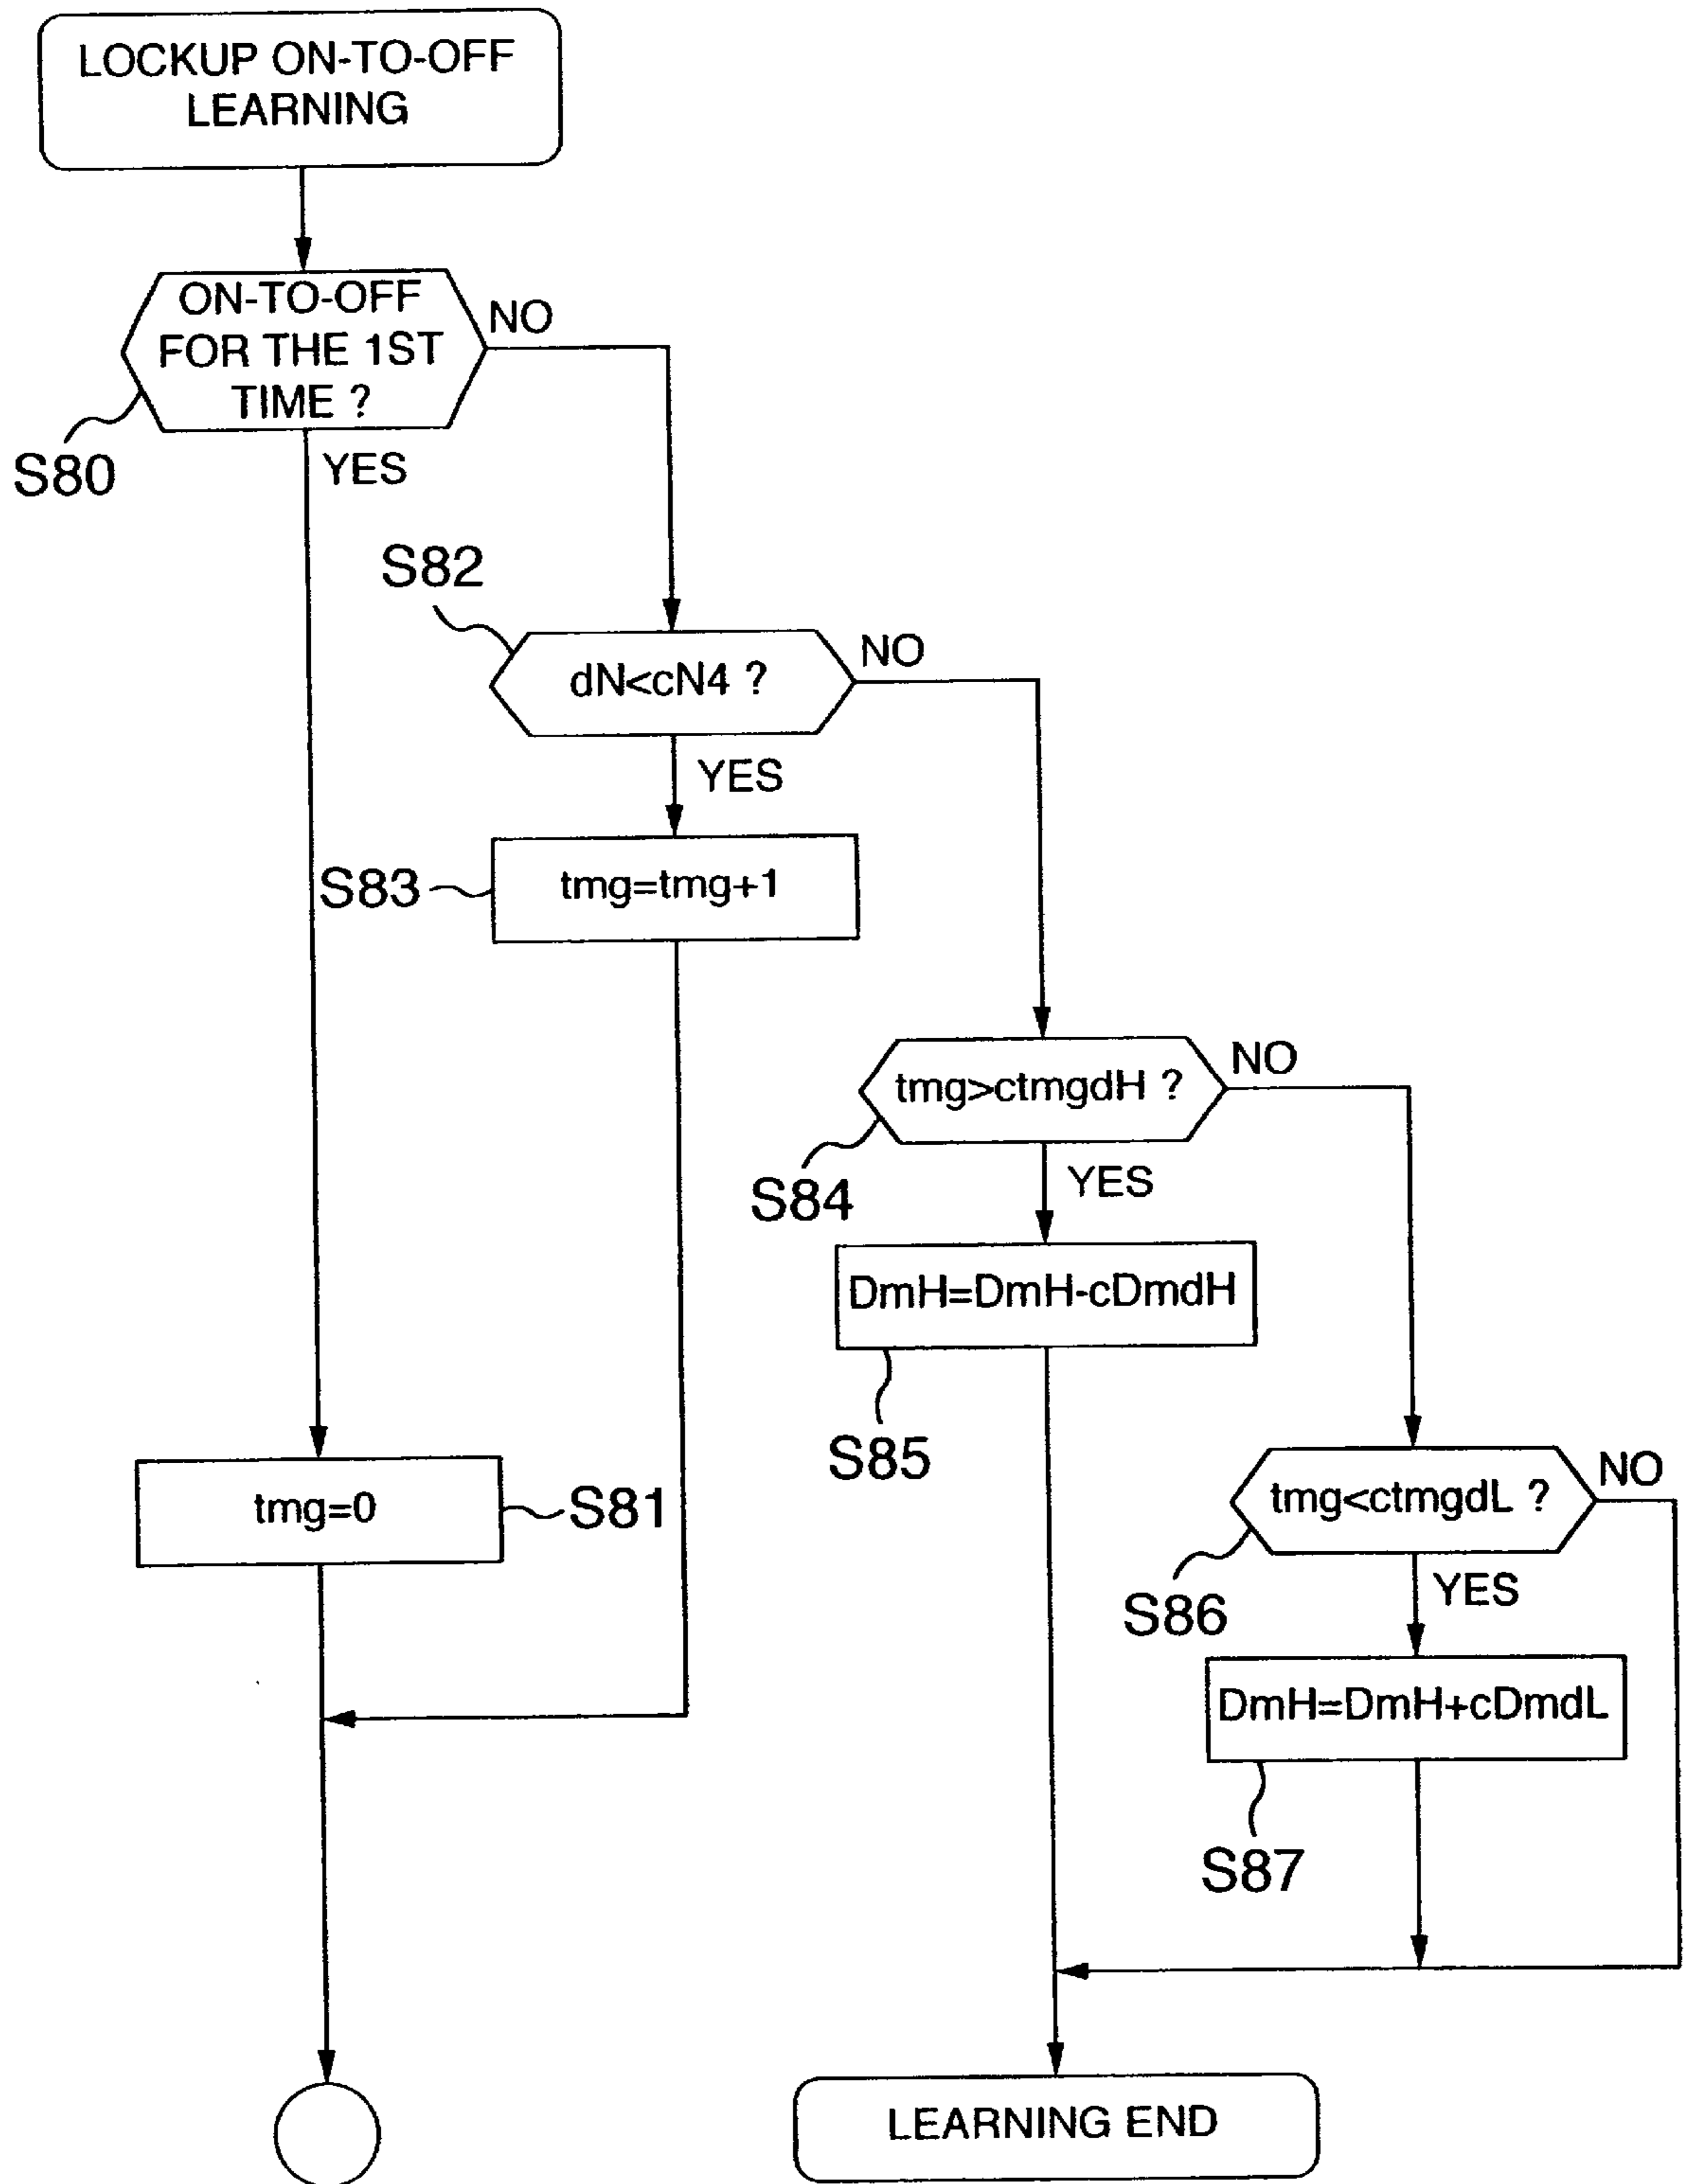 LOCKUP ON-TO-OFF
LEARNING
ON-TO-OFF
FOR THE 1ST
TIME ?
NO
S80
YES
S82
dN<cN4 ?
NO
YES
S83
tmg=tmg+1
tmg>ctmgdH ?
NO
S84
YES
DmH=DmH-cDmdH
S85
tmg=0
S81
tmg<ctmgdL ?
NO
S86
YES
DmH=DmH+cDmdL
S87
LEARNING END